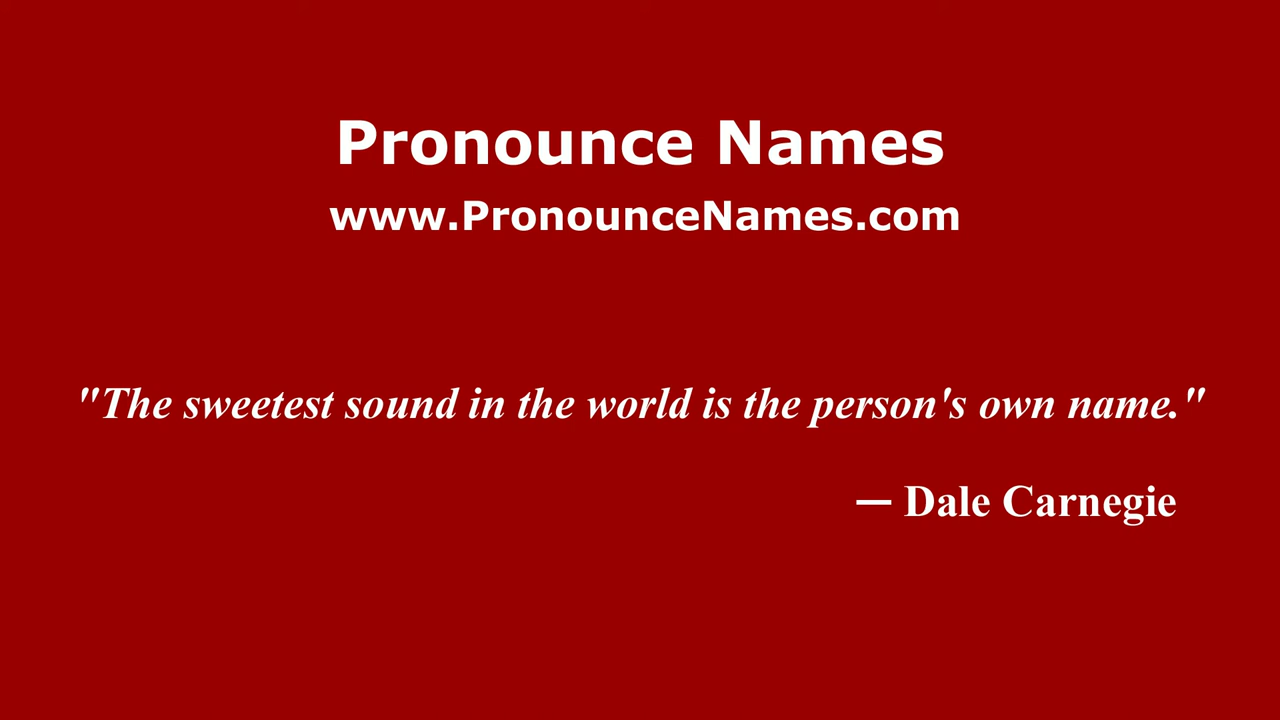 Pronounce Names
www.PronounceNames.com
"The sweetest sound in the world is the person's own name."
— Dale Carnegie